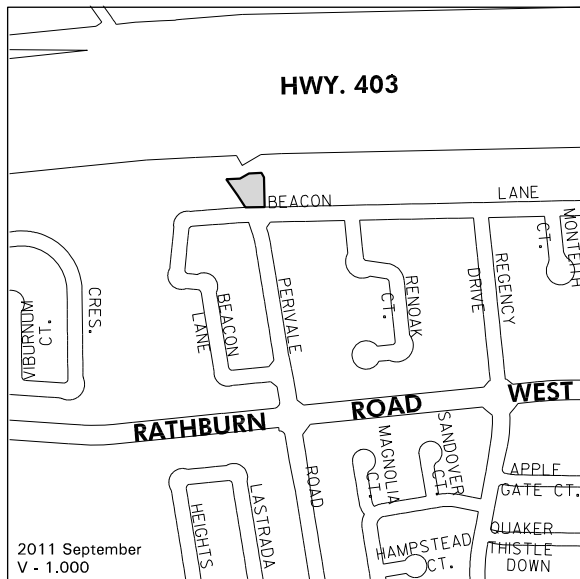 HWY. 403
BEACON LANE
MONTEITH CT.
VIBURNUM CT.
CRES.
BEACON LANE
PERIVALE
RENOAK CT.
REGENCY DRIVE
RATHBURN ROAD WEST
ROAD
MAGNOLIA CT.
SANDOVER CT.
APPLE
GATE CT.
HEIGHTS
LASTRADA
HAMPSTEAD
CT.
QUAKER
THISTLE
DOWN
2011 September
V - 1.000